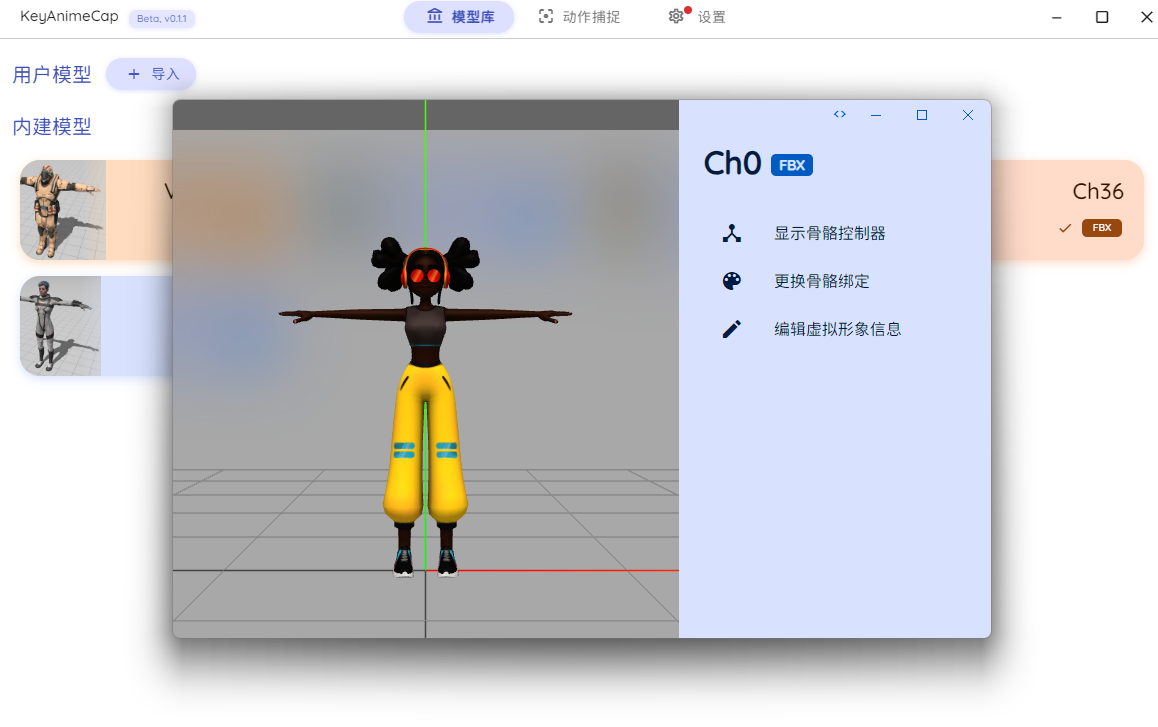 KeyAnimeCap Beta, v0.1.1 模型库 动作捕捉 设置
用户模型 + 导入
内建模型
Ch0 FBX
显示骨骼控制器
更换骨骼绑定
编辑虚拟形象信息
Ch36
FBX